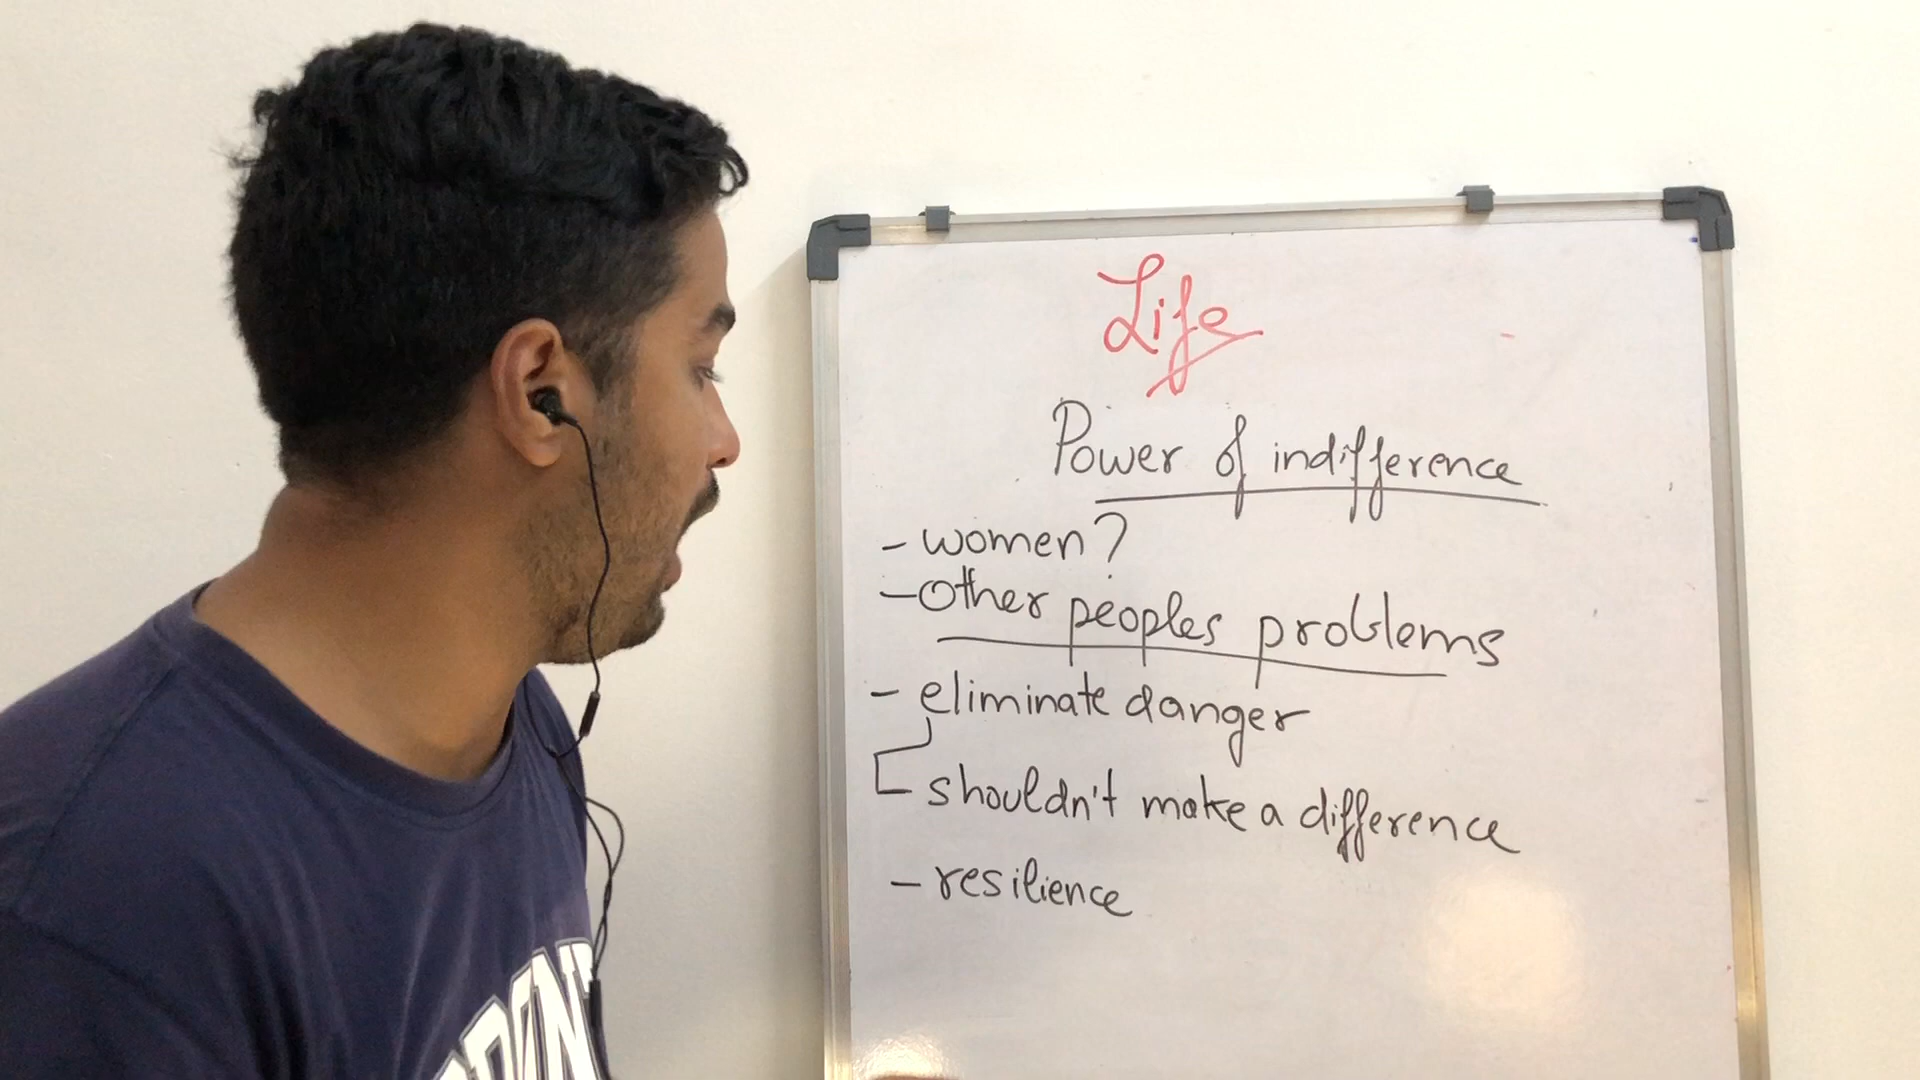 Life
Power of indifference
- women?
- other peoples problems
- eliminate danger
shouldn't make a difference
- resilience